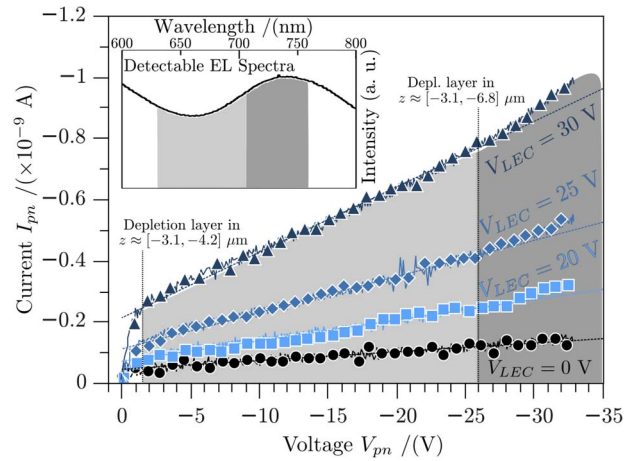 Wavelength /(nm)
600 650 700 750 800
Detectable EL Spectra
Intensity (a. u.)
Depl. layer in
z ≈ [−3.1, −6.8] μm
Depletion layer in
z ≈ [−3.1, −4.2] μm
V_LEC = 30 V
V_LEC = 25 V
V_LEC = 20 V
V_LEC = 0 V
Current I_pn /(×10⁻⁹ A)
−1.2
−1
−0.8
−0.6
−0.4
−0.2
0
0 −5 −10 −15 −20 −25 −30 −35
Voltage V_pn /(V)